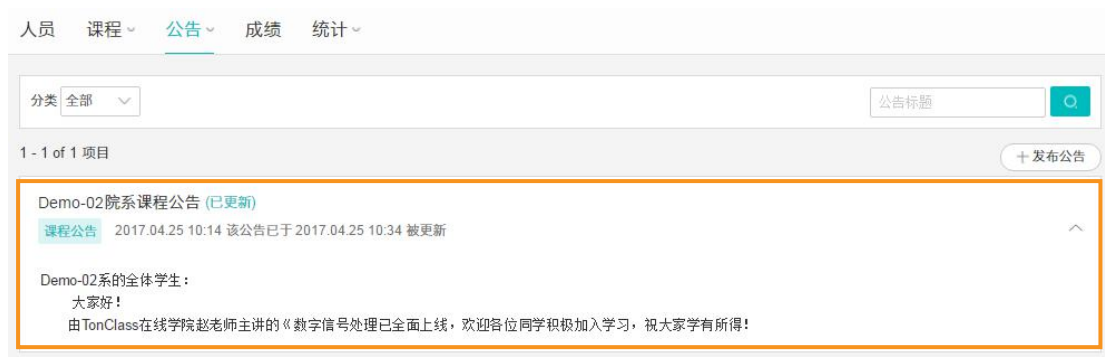 人员 课程 公告 成绩 统计
分类 全部 公告标题
1 - 1 of 1 项目 发布公告
Demo-02院系课程公告 (已更新)
课程公告 2017.04.25 10:14 该公告已于 2017.04.25 10:34 被更新
Demo-02系的全体学生：
大家好！
由TonClass在线学院赵老师主讲的《数字信号处理已全面上线，欢迎各位同学积极加入学习，祝大家学有所得！